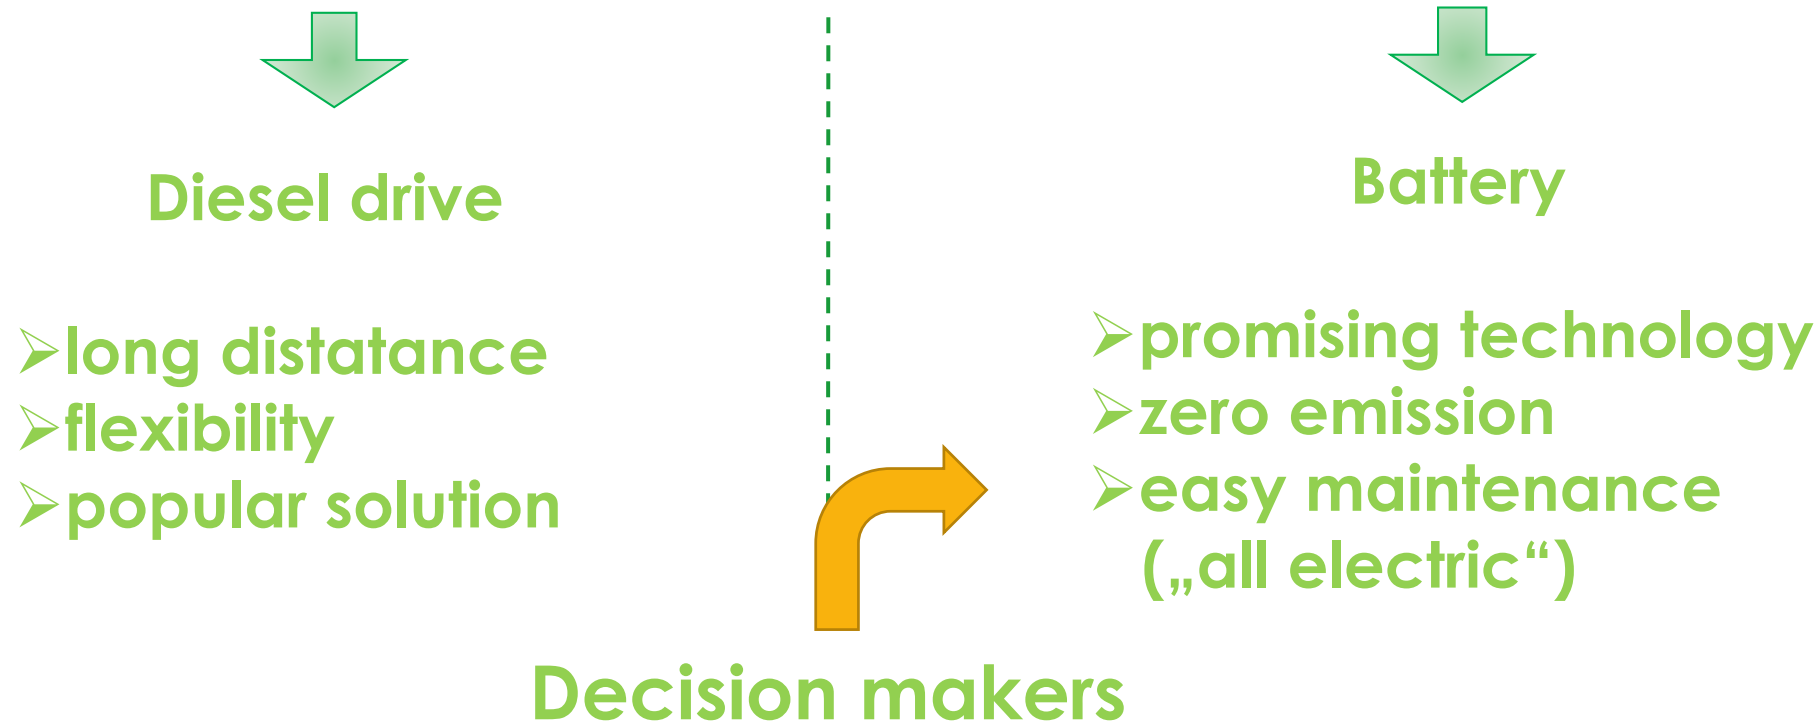 Diesel drive
➢long distatance
➢flexibility
➢popular solution
Battery
➢promising technology
➢zero emission
➢easy maintenance
(„all electric“)
Decision makers